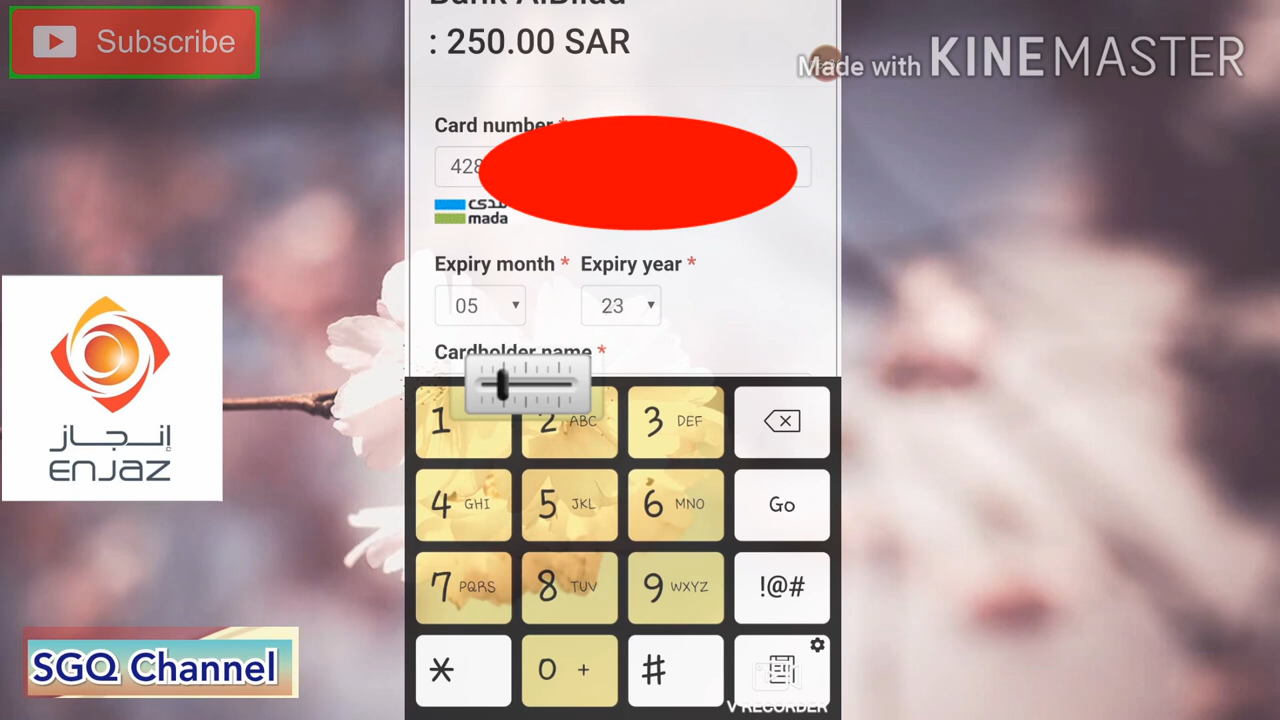 Subscribe
Made with KINEMASTER
Bank AlBilad
: 250.00 SAR
Card number *
428
مدى
mada
Expiry month * Expiry year *
05 23
Cardholder name *
إنجاز
ENJAZ
1 2 ABC 3 DEF
4 GHI 5 JKL 6 MNO Go
7 PQRS 8 TUV 9 WXYZ !@#
* 0 + #
V RECORDER
SGQ Channel